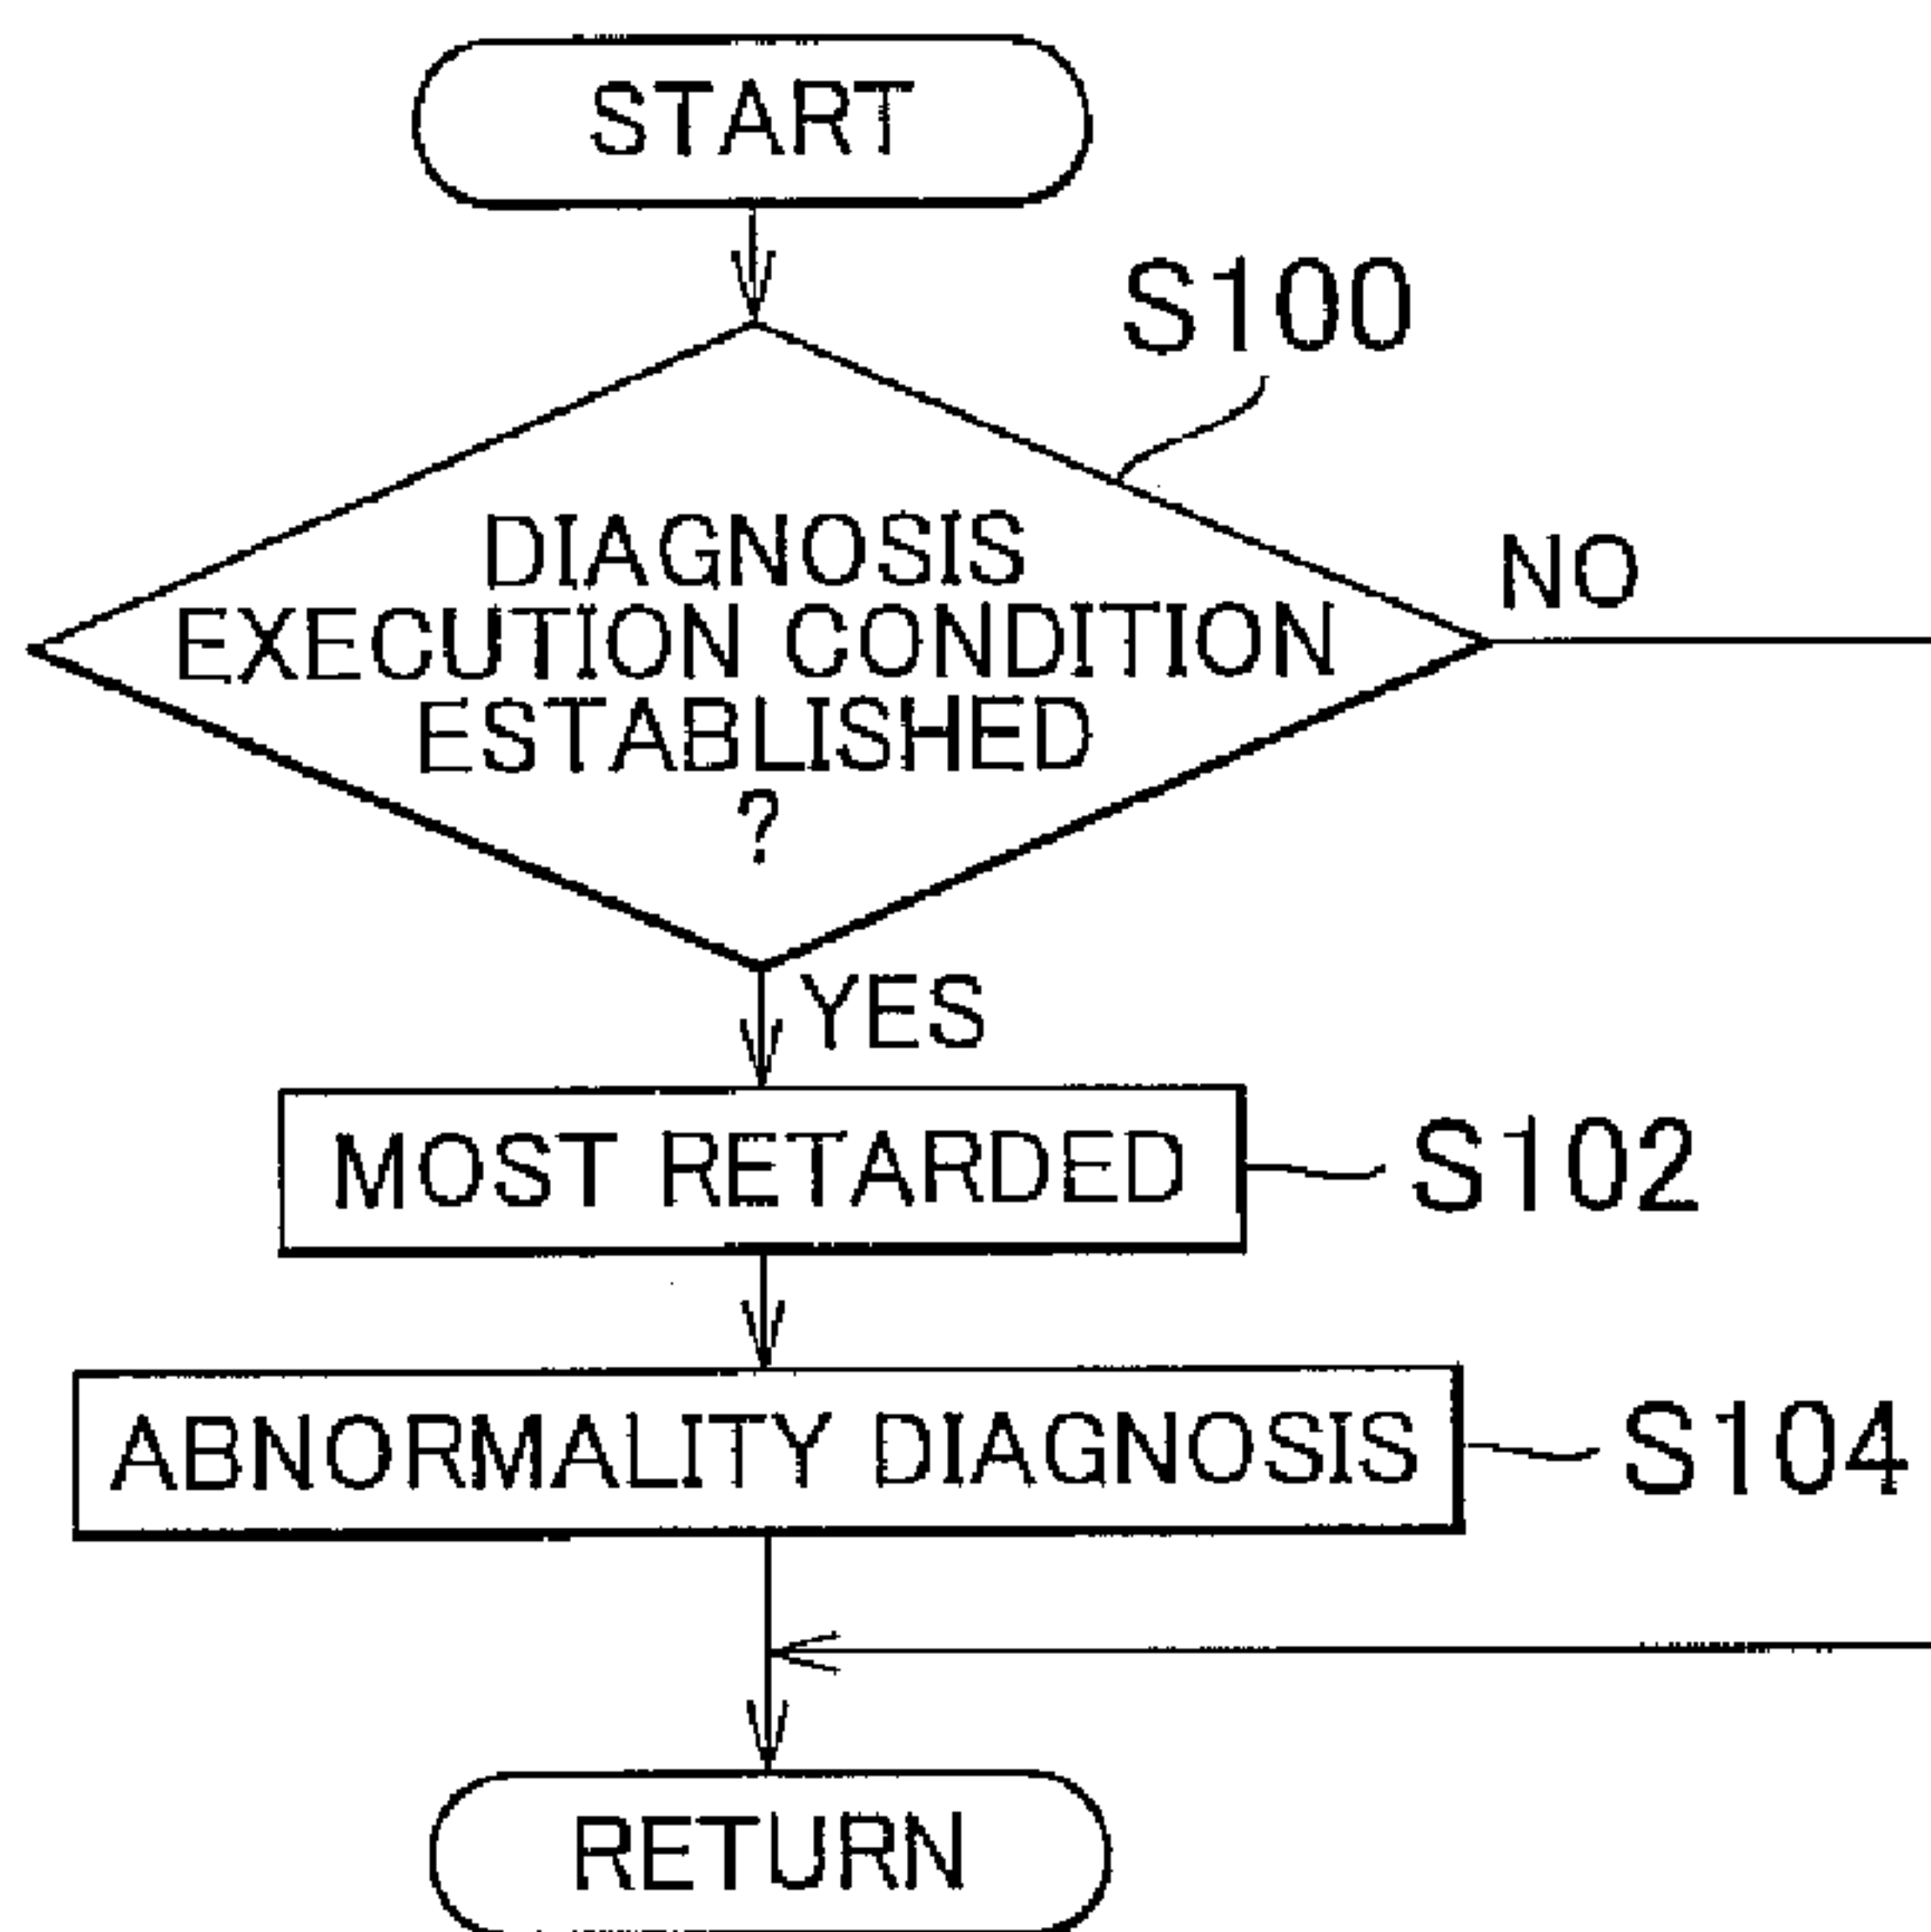 START
S100
DIAGNOSIS
EXECUTION CONDITION
ESTABLISHED
?
NO
YES
MOST RETARDED
S102
ABNORMALITY DIAGNOSIS
S104
RETURN